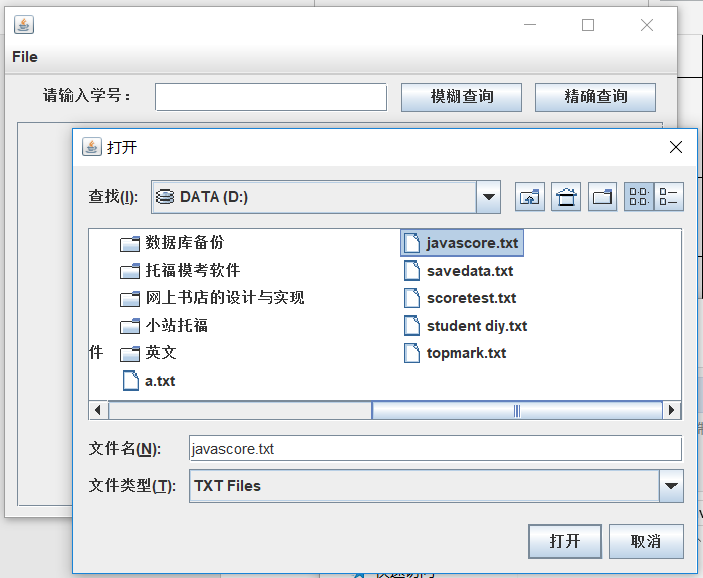 File
请输入学号：
模糊查询
精确查询
打开
查找(I):
DATA (D:)
数据库备份
托福模考软件
网上书店的设计与实现
小站托福
件
英文
a.txt
javascore.txt
savedata.txt
scoretest.txt
student diy.txt
topmark.txt
文件名(N):
javascore.txt
文件类型(T):
TXT Files
打开
取消